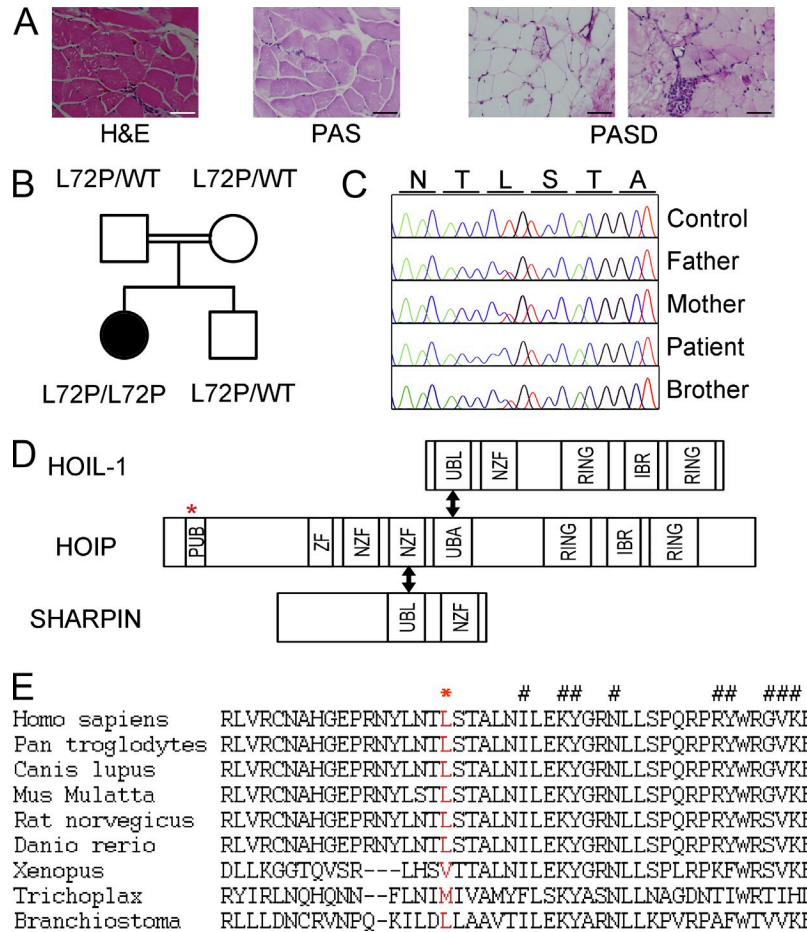 A
H&E PAS PASD
B
L72P/WT L72P/WT
L72P/L72P L72P/WT
C
N T L S T A
Control
Father
Mother
Patient
Brother
D
HOIL-1 UBL NZF RING IBR RING
*
HOIP PUB ZF NZF NZF UBA RING IBR RING
SHARPIN UBL NZF
E
* # ## # ## ###
Homo sapiens RLVRCNAHGEPRNYLNTLSTALNILEKYGRNLLSPQRPRYWRGVKF
Pan troglodytes RLVRCNAHGEPRNYLNTLSTALNILEKYGRNLLSPQRPRYWRGVKF
Canis lupus RLVRCNAHGEPRNYLNTLSTALNILEKYGRNLLSPQRPRYWRGVKF
Mus Mulatta RLVRCNAHGEPRNYLSTLSTALNILEKYGRNLLSPQRPRYWRGVKF
Rat norvegicus RLVRCNAHGEPRNYLNTLSTALNILEKYGRNLLSPQRPRYWRSVKF
Danio rerio RLVRCNAHGEPRNYLNTLSTALNILEKYGRNLLSPQRPRYWRSVKF
Xenopus DLLKGGTQVSR---LHSVTTALNILEKYGRNLLSPLRPKFWRSVKF
Trichoplax RYIRLNQHQNN--FLNIMIVAMYFLSKYASNLLNAGDNTIWRTIHI
Branchiostoma RLLLDNCRVNPQ-KILDLLAAVTILEKYARNLLKPVRPAFWTVVKF